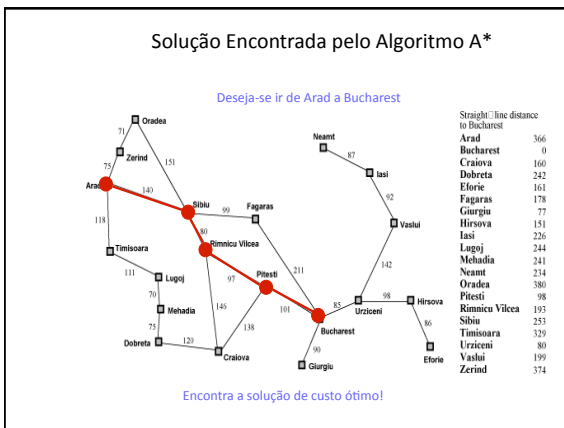 Solução Encontrada pelo Algoritmo A*
Deseja-se ir de Arad a Bucharest
Oradea
71
Neamt
Zerind
87
75
151
Iasi
Arad
140
92
Sibiu
99
Fagaras
118
80
Vaslui
Rimnicu Vilcea
Timisoara
111
Lugoj
97
Pitesti
211
142
70
98
Hirsova
Mehadia
146
101
85
Urziceni
75
138
86
120
Bucharest
Dobreta
90
Craiova
Eforie
Giurgiu
Straight line distance
to Bucharest
Arad 366
Bucharest 0
Craiova 160
Dobreta 242
Eforie 161
Fagaras 178
Giurgiu 77
Hirsova 151
Iasi 226
Lugoj 244
Mehadia 241
Neamt 234
Oradea 380
Pitesti 98
Rimnicu Vilcea 193
Sibiu 253
Timisoara 329
Urziceni 80
Vaslui 199
Zerind 374
Encontra a solução de custo ótimo!